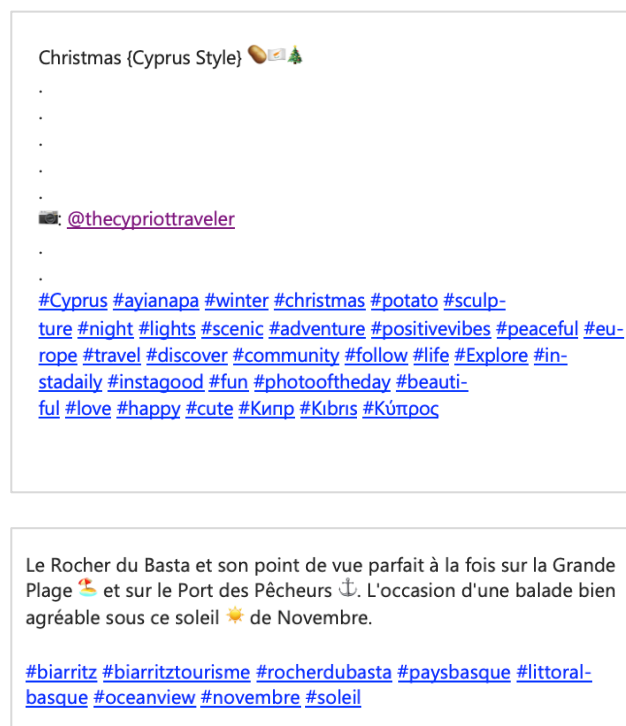 Christmas {Cyprus Style} 🥔🇨🇾🎄
.
.
.
.
.
📷: @thecypriottraveler
.
.
#Cyprus #ayianapa #winter #christmas #potato #sculp-
ture #night #lights #scenic #adventure #positivevibes #peaceful #eu-
rope #travel #discover #community #follow #life #Explore #in-
stadaily #instagood #fun #photooftheday #beauti-
ful #love #happy #cute #Кипр #Kıbrıs #Κύπρος
Le Rocher du Basta et son point de vue parfait à la fois sur la Grande
Plage 🏖 et sur le Port des Pêcheurs ⚓. L'occasion d'une balade bien
agréable sous ce soleil ☀ de Novembre.
#biarritz #biarritztourisme #rocherdubasta #paysbasque #littoral-
basque #oceanview #novembre #soleil